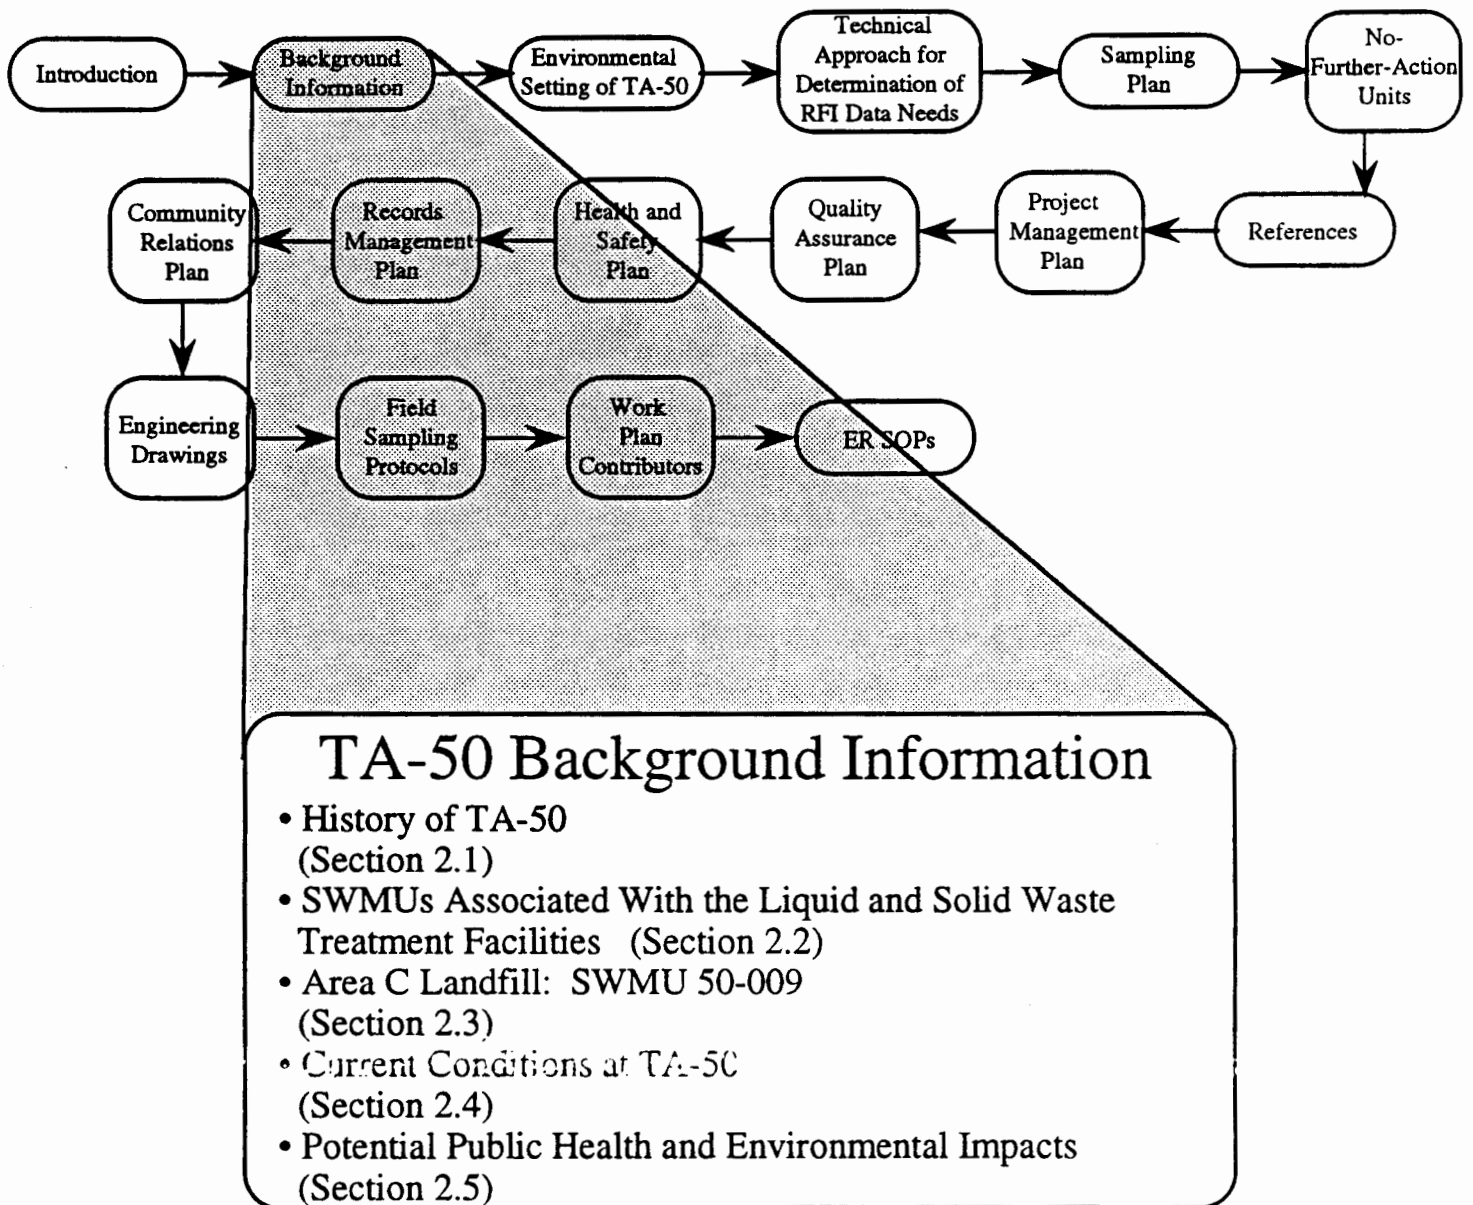 Introduction
Background
Information
Environmental
Setting of TA-50
Technical
Approach for
Determination of
RFI Data Needs
Sampling
Plan
No-
Further-Action
Units
Community
Relations
Plan
Records
Management
Plan
Health and
Safety
Plan
Quality
Assurance
Plan
Project
Management
Plan
References
Engineering
Drawings
Field
Sampling
Protocols
Work
Plan
Contributors
ER SOPs
TA-50 Background Information
• History of TA-50
(Section 2.1)
• SWMUs Associated With the Liquid and Solid Waste
Treatment Facilities (Section 2.2)
• Area C Landfill: SWMU 50-009
(Section 2.3)
• Current Conditions at TA-50
(Section 2.4)
• Potential Public Health and Environmental Impacts
(Section 2.5)